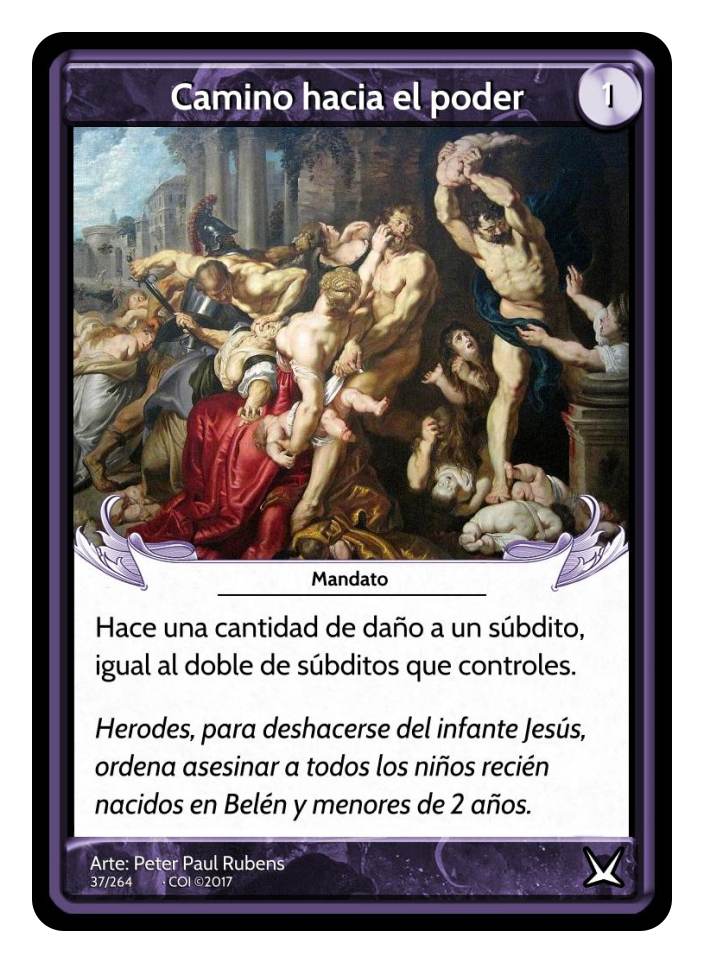 Camino hacia el poder
1
Mandato
Hace una cantidad de daño a un súbdito,
igual al doble de súbditos que controles.
Herodes, para deshacerse del infante Jesús,
ordena asesinar a todos los niños recién
nacidos en Belén y menores de 2 años.
Arte: Peter Paul Rubens
37/264 · COI ©2017